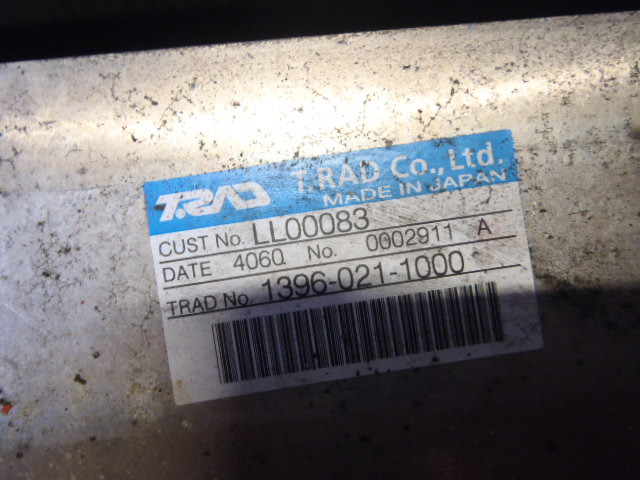 T.RAD T.RAD Co., Ltd.
MADE IN JAPAN
CUST No. LL00083
DATE 4060 No. 0002911 A
TRAD No. 1396-021-1000